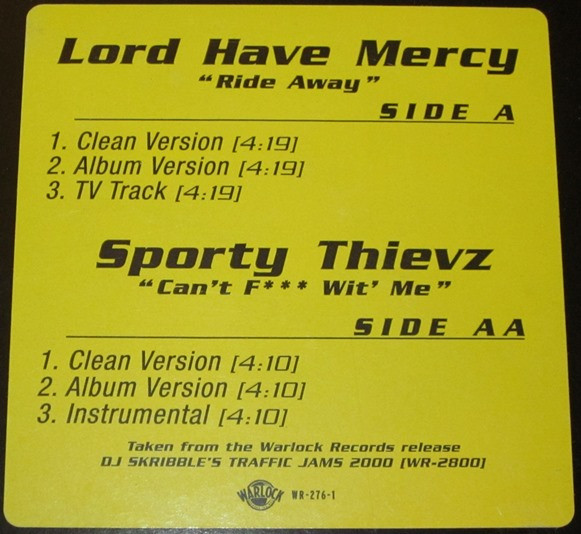 Lord Have Mercy
"Ride Away"
SIDE A
1. Clean Version [4:19]
2. Album Version [4:19]
3. TV Track [4:19]
Sporty Thievz
"Can't F*** Wit' Me"
SIDE AA
1. Clean Version [4:10]
2. Album Version [4:10]
3. Instrumental [4:10]
Taken from the Warlock Records release
DJ SKRIBBLE'S TRAFFIC JAMS 2000 [WR-2800]
WARLOCK WR-276-1